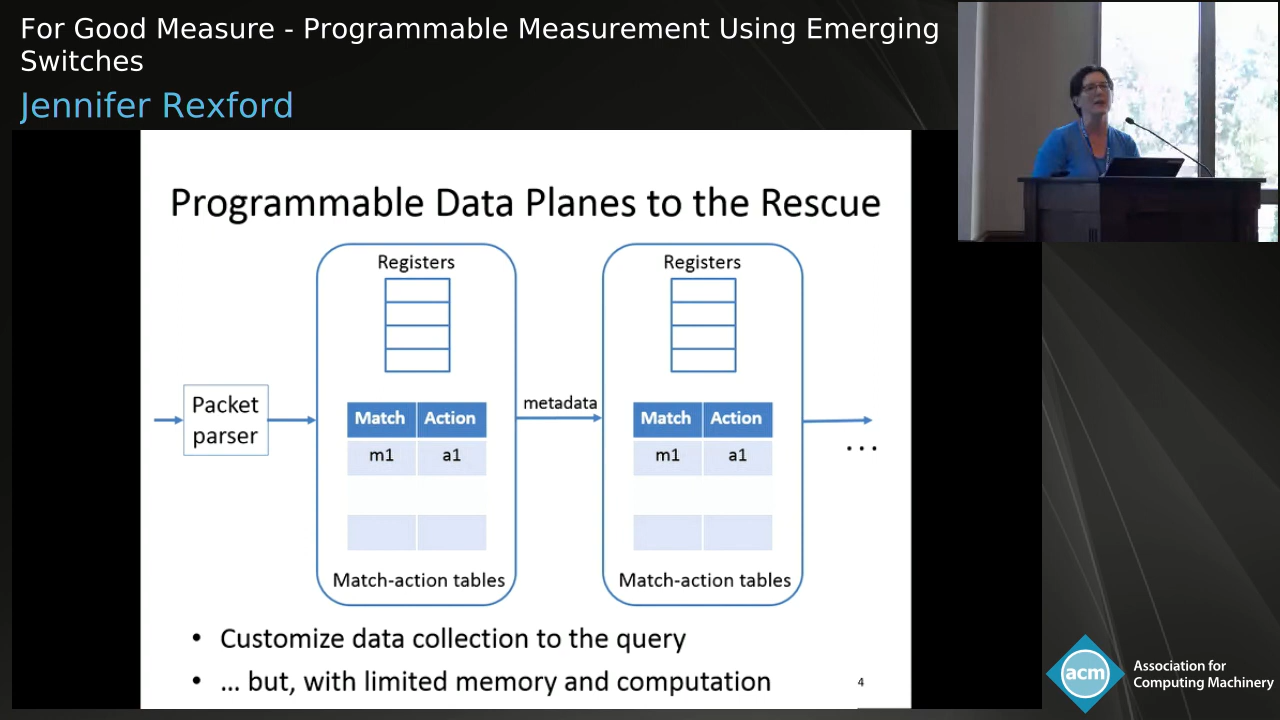 For Good Measure - Programmable Measurement Using Emerging
Switches
Jennifer Rexford
Programmable Data Planes to the Rescue
Registers
Registers
Packet
parser
metadata
Match Action
m1 a1
Match Action
m1 a1
...
Match-action tables
Match-action tables
• Customize data collection to the query
• ... but, with limited memory and computation
4
acm
Association for
Computing Machinery